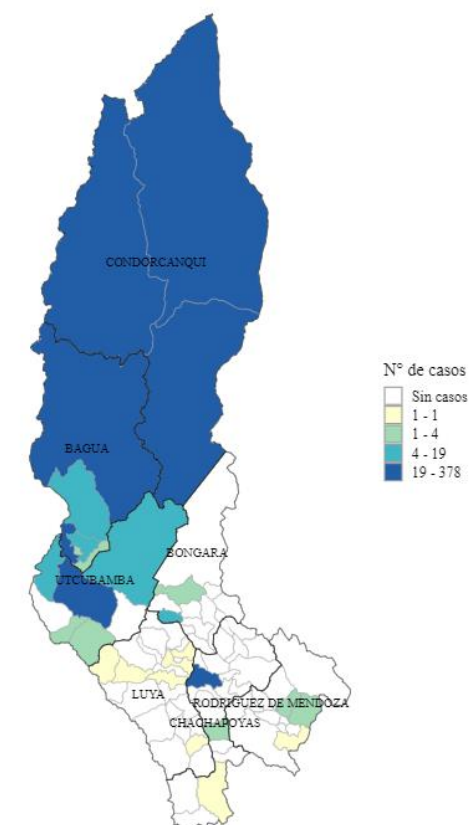 CONDORCANQUI
N° de casos
Sin casos
1 - 1
1 - 4
4 - 19
19 - 378
BAGUA
BONGARA
UTCUBAMBA
LUYA
RODRIGUEZ DE MENDOZA
CHACHAPOYAS